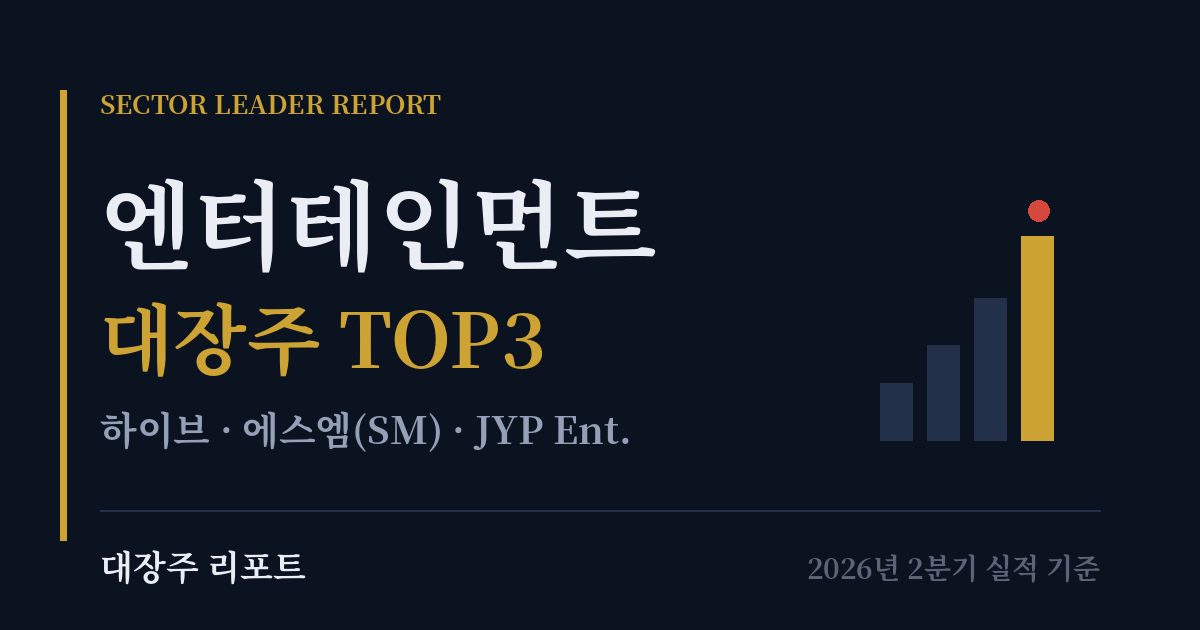 SECTOR LEADER REPORT
엔터테인먼트
대장주 TOP3
하이브 · 에스엠(SM) · JYP Ent.
대장주 리포트
2026년 2분기 실적 기준